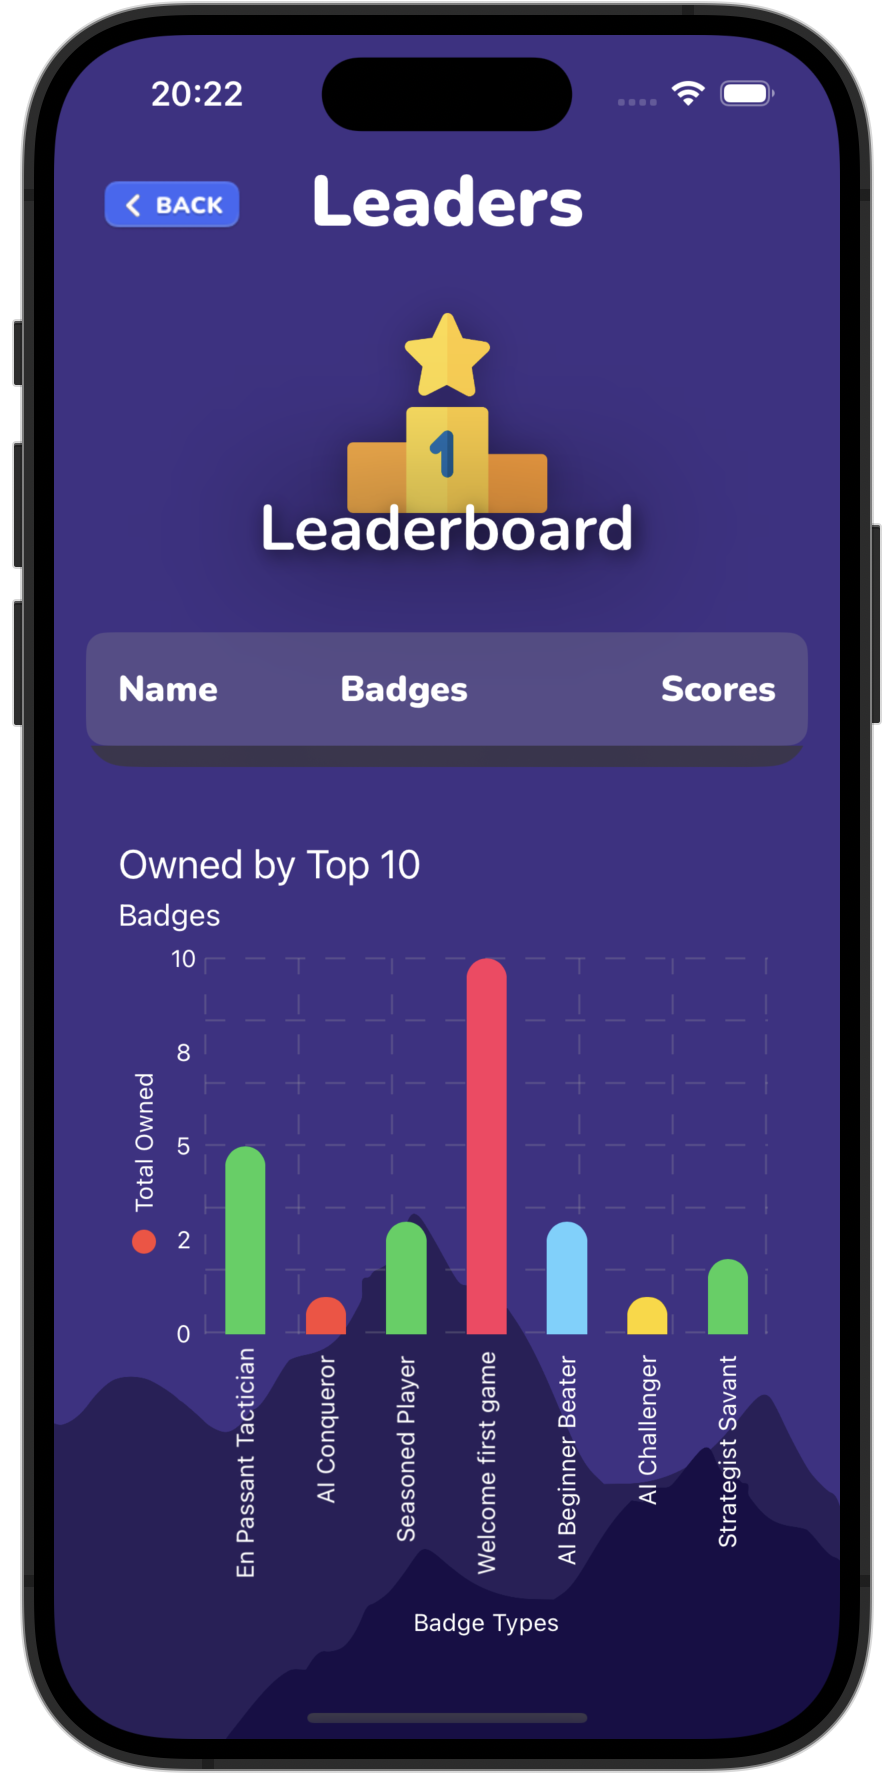 20:22
BACK
Leaders
1
Leaderboard
Name Badges Scores
Owned by Top 10
Badges
10
8
5
2
0
Total Owned
En Passant Tactician
AI Conqueror
Seasoned Player
Welcome first game
AI Beginner Beater
AI Challenger
Strategist Savant
Badge Types